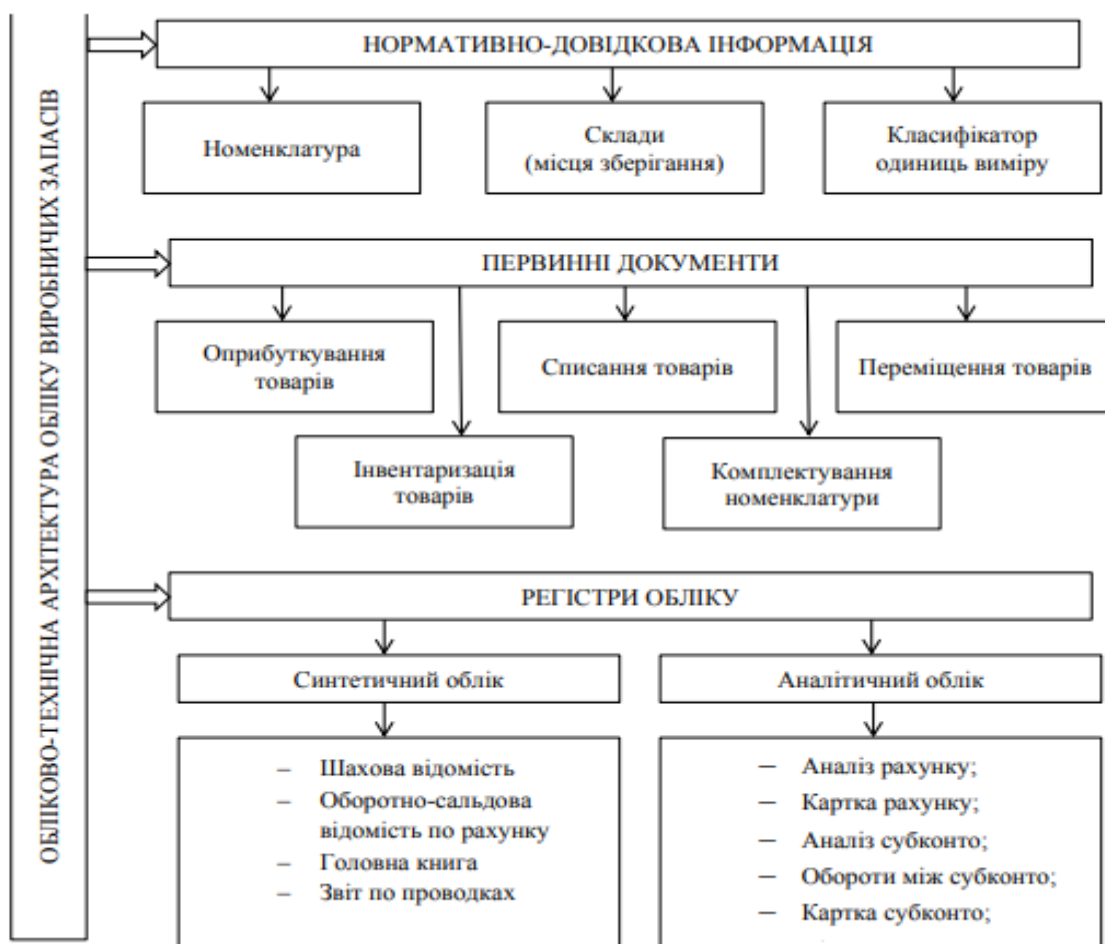 ОБЛІКОВО-ТЕХНІЧНА АРХІТЕКТУРА ОБЛІКУ ВИРОБНИЧИХ ЗАПАСІВ
НОРМАТИВНО-ДОВІДКОВА ІНФОРМАЦІЯ
Номенклатура
Склади
(місця зберігання)
Класифікатор
одиниць виміру
ПЕРВИННІ ДОКУМЕНТИ
Оприбуткування
товарів
Списання товарів
Переміщення товарів
Інвентаризація
товарів
Комплектування
номенклатури
РЕГІСТРИ ОБЛІКУ
Синтетичний облік
Аналітичний облік
– Шахова відомість
– Оборотно-сальдова
відомість по рахунку
– Головна книга
– Звіт по проводках
— Аналіз рахунку;
— Картка рахунку;
— Аналіз субконто;
— Обороти між субконто;
— Картка субконто;